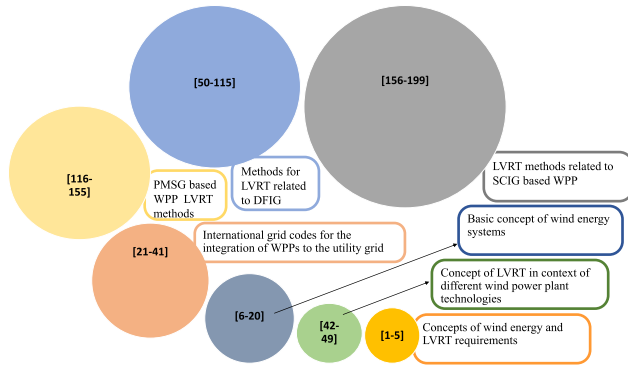 [50-115]
[156-199]
[116-
155]
PMSG based
WPP LVRT
methods
Methods for
LVRT related
to DFIG
LVRT methods related to
SCIG based WPP
[21-41]
International grid codes for the
integration of WPPs to the utility grid
Basic concept of wind energy
systems
[6-20]
Concept of LVRT in context of
different wind power plant
technologies
[42-
49]
[1-5]
Concepts of wind energy and
LVRT requirements